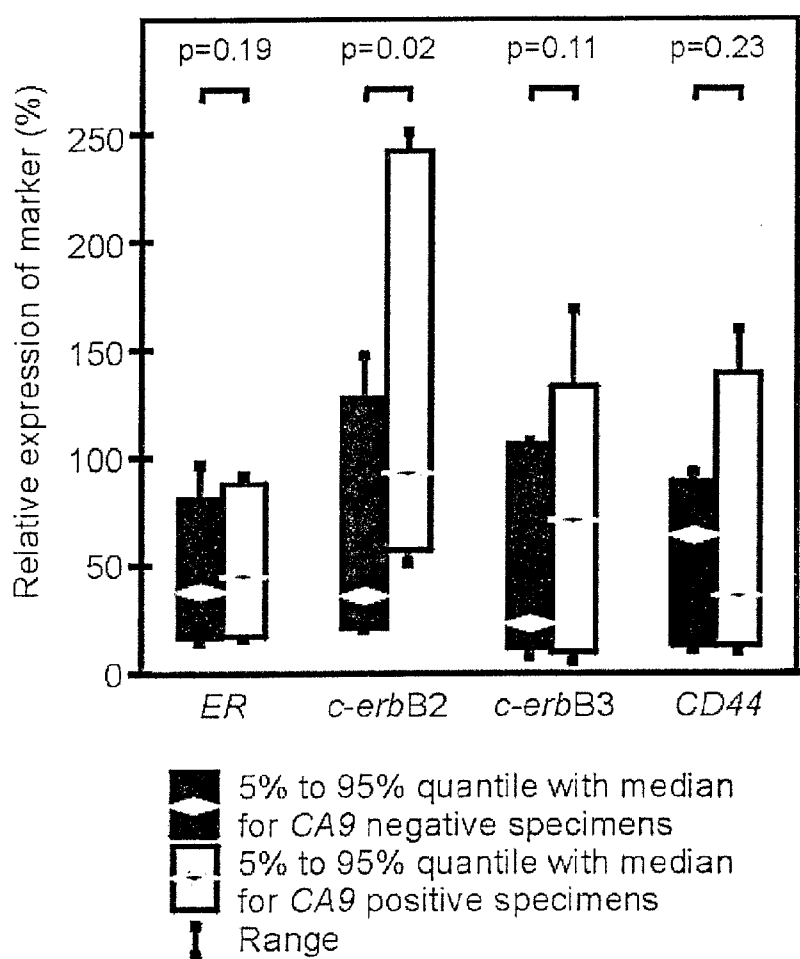 p=0.19 p=0.02 p=0.11 p=0.23
Relative expression of marker (%)
250
200
150
100
50
0
ER c-erbB2 c-erbB3 CD44
5% to 95% quantile with median
for CA9 negative specimens
5% to 95% quantile with median
for CA9 positive specimens
Range